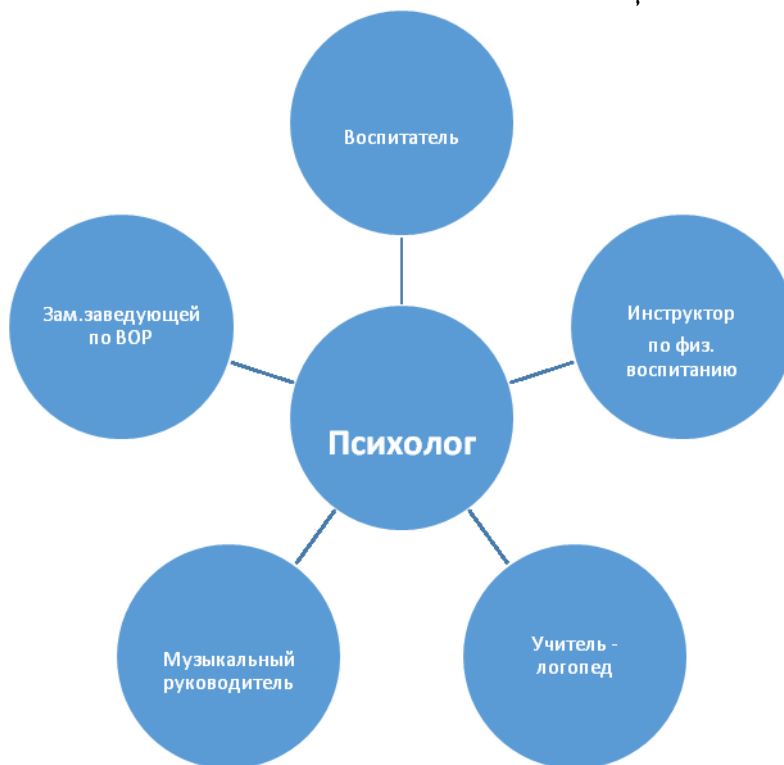 Воспитатель
Зам.заведующей
по ВОР
Инструктор
по физ.
воспитанию
Психолог
Музыкальный
руководитель
Учитель -
логопед